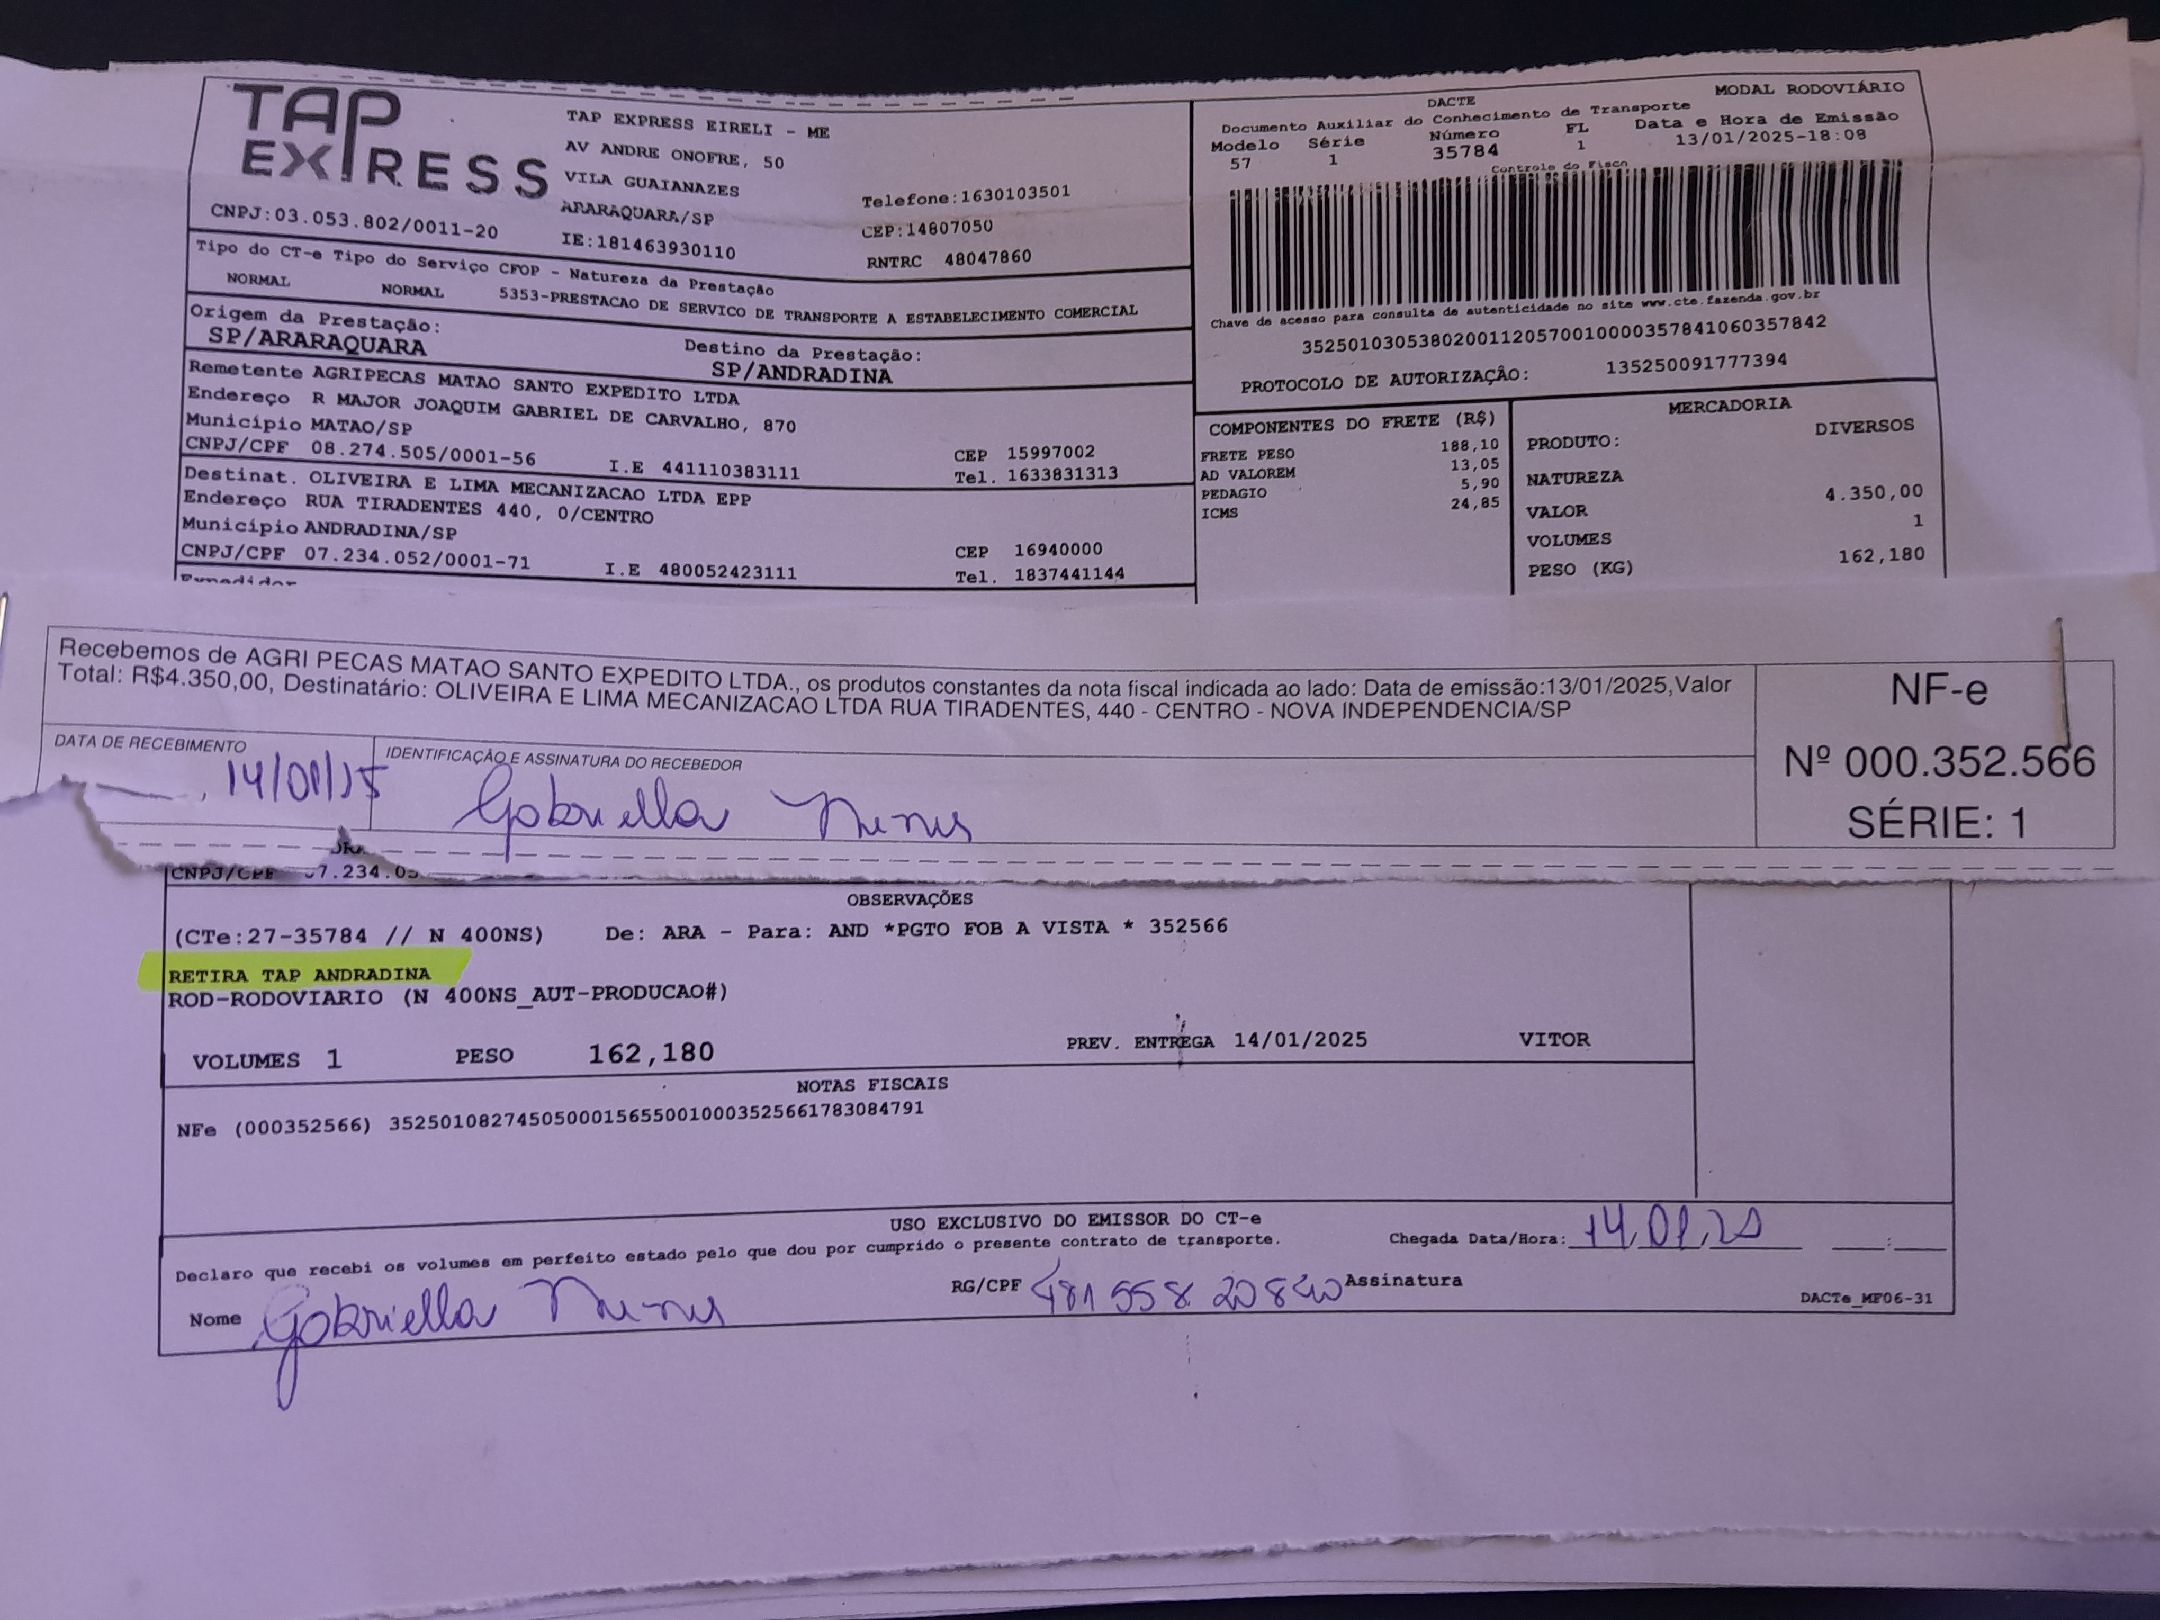 TAP EXPRESS
TAP EXPRESS EIRELI - ME
AV ANDRE ONOFRE, 50
VILA GUAIANAZES
ARARAQUARA/SP
Telefone:1630103501
CEP:14807050
CNPJ:03.053.802/0011-20
IE:181463930110
RNTRC 48047860
Tipo do CT-e Tipo do Serviço CFOP - Natureza da Prestação
NORMAL NORMAL 5353-PRESTACAO DE SERVICO DE TRANSPORTE A ESTABELECIMENTO COMERCIAL
Origem da Prestação:
SP/ARARAQUARA
Destino da Prestação:
SP/ANDRADINA
Remetente AGRIPECAS MATAO SANTO EXPEDITO LTDA
Endereço R MAJOR JOAQUIM GABRIEL DE CARVALHO, 870
Município MATAO/SP
CEP 15997002
CNPJ/CPF 08.274.505/0001-56 I.E 441110383111 Tel. 1633831313
Destinat. OLIVEIRA E LIMA MECANIZACAO LTDA EPP
Endereço RUA TIRADENTES 440, 0/CENTRO
Município ANDRADINA/SP
CEP 16940000
CNPJ/CPF 07.234.052/0001-71 I.E 480052423111 Tel. 1837441144
Expedidor
MODAL RODOVIÁRIO
DACTE
Documento Auxiliar do Conhecimento de Transporte
Modelo Série Número FL Data e Hora de Emissão
57 1 35784 1 13/01/2025-18:08
Controle do Fisco
Chave de acesso para consulta de autenticidade no site www.cte.fazenda.gov.br
35250103053802001120570010000357841060357842
PROTOCOLO DE AUTORIZAÇÃO: 135250091777394
COMPONENTES DO FRETE (R$)
FRETE PESO 188,10
AD VALOREM 13,05
PEDAGIO 5,90
ICMS 24,85
MERCADORIA
PRODUTO: DIVERSOS
NATUREZA
VALOR 4.350,00
VOLUMES 1
PESO (KG) 162,180
Recebemos de AGRI PECAS MATAO SANTO EXPEDITO LTDA., os produtos constantes da nota fiscal indicada ao lado: Data de emissão:13/01/2025,Valor
Total: R$4.350,00, Destinatário: OLIVEIRA E LIMA MECANIZACAO LTDA RUA TIRADENTES, 440 - CENTRO - NOVA INDEPENDENCIA/SP
NF-e
Nº 000.352.566
SÉRIE: 1
DATA DE RECEBIMENTO
IDENTIFICAÇÃO E ASSINATURA DO RECEBEDOR
Gabriella Nunes
CNPJ/CPF 07.234.05
OBSERVAÇÕES
(CTe:27-35784 // N 400NS) De: ARA - Para: AND *PGTO FOB A VISTA * 352566
RETIRA TAP ANDRADINA
ROD-RODOVIARIO (N 400NS_AUT-PRODUCAO#)
VOLUMES 1 PESO 162,180 PREV. ENTREGA 14/01/2025 VITOR
NOTAS FISCAIS
NFe (000352566) 35250108274505000156550010003525661783084791
USO EXCLUSIVO DO EMISSOR DO CT-e
Declaro que recebi os volumes em perfeito estado pelo que dou por cumprido o presente contrato de transporte.
Chegada Data/Hora:
Nome Gabriella Nunes RG/CPF Assinatura
DACTe_MF06-31